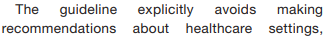 The guideline explicitly avoids making
recommendations about healthcare settings,